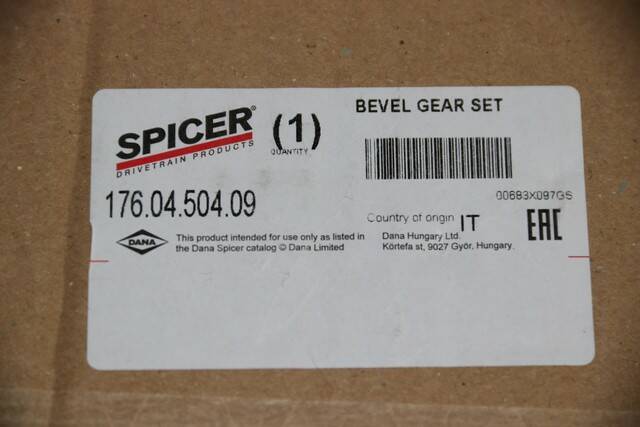 SPICER®
DRIVETRAIN PRODUCTS
(1)
QUANTITY
BEVEL GEAR SET
00683X097GS
176.04.504.09
Country of origin IT
EAC
DANA
This product intended for use only as listed in
the Dana Spicer catalog © Dana Limited
Dana Hungary Ltd.
Körtefa st, 9027 Győr, Hungary.